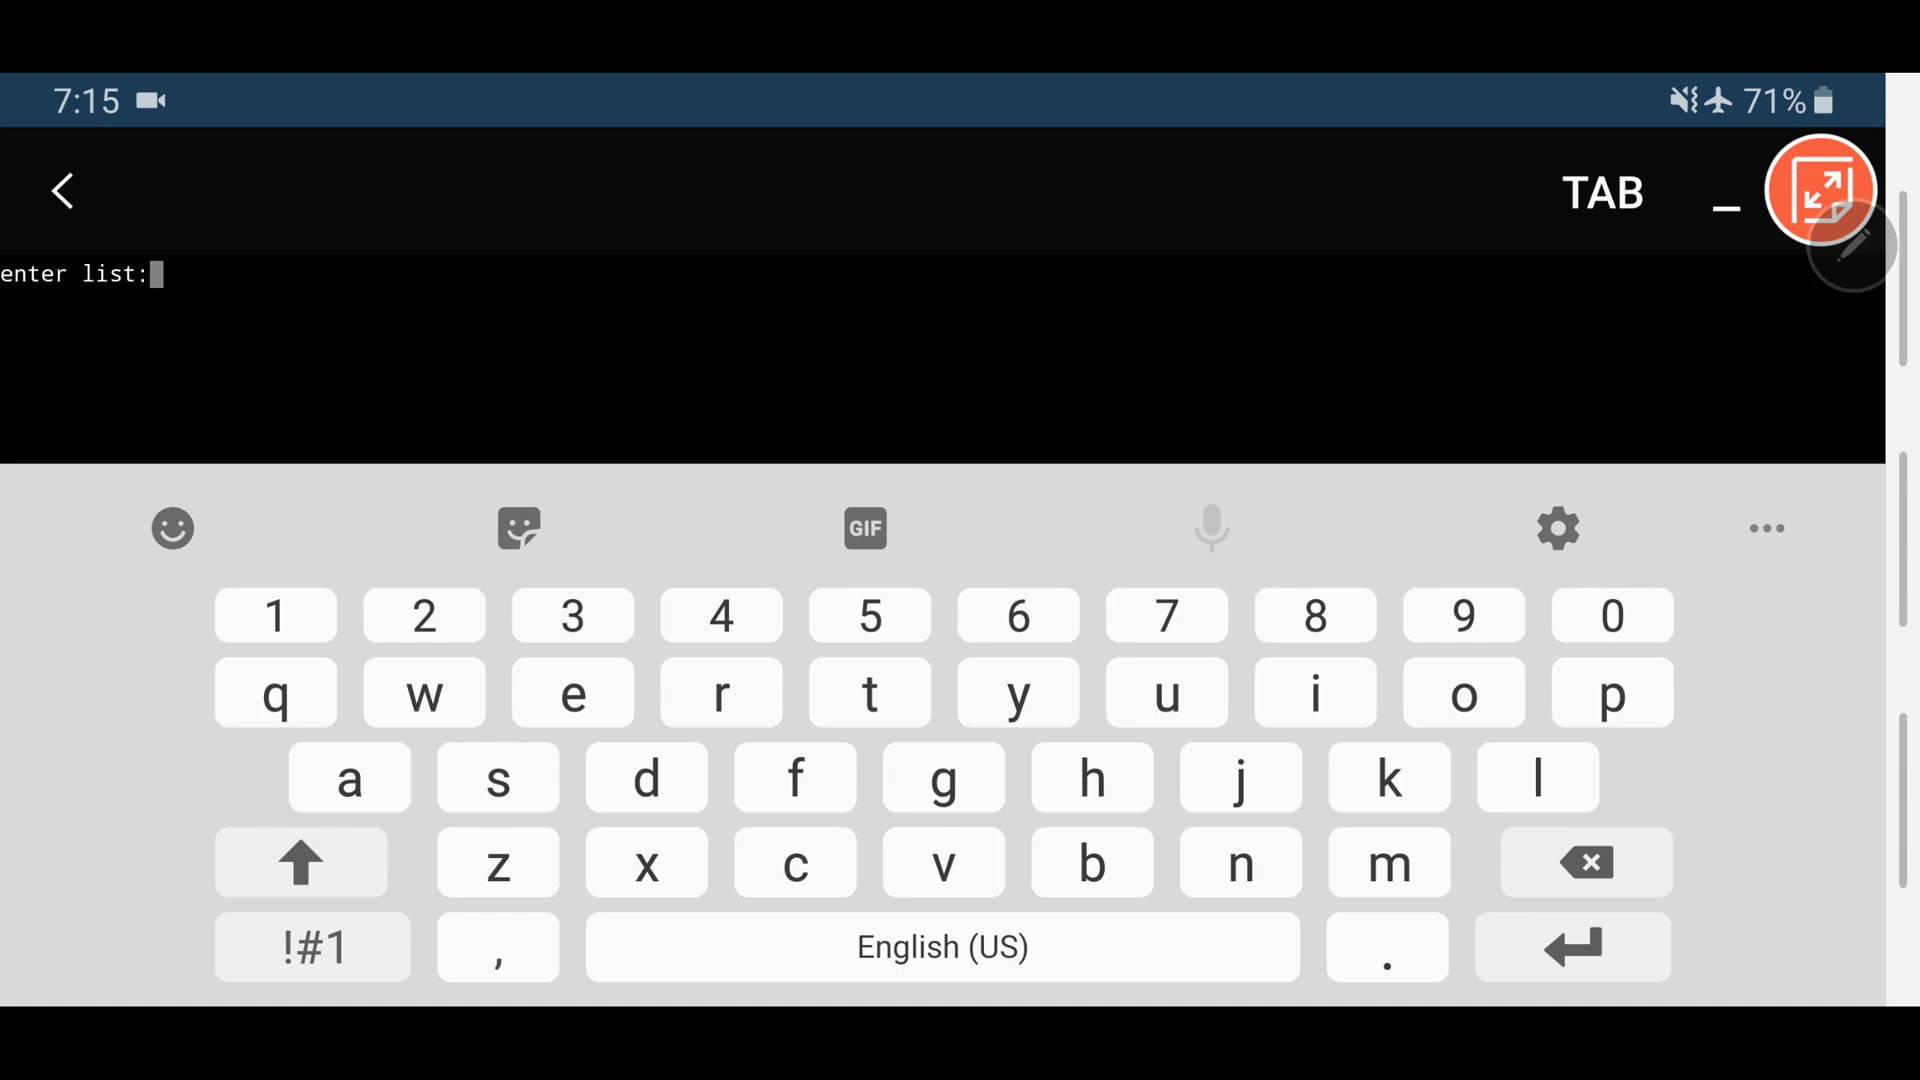 7:15 71%
TAB _
enter list:
GIF
1 2 3 4 5 6 7 8 9 0
q w e r t y u i o p
a s d f g h j k l
z x c v b n m
!#1 , English (US) .